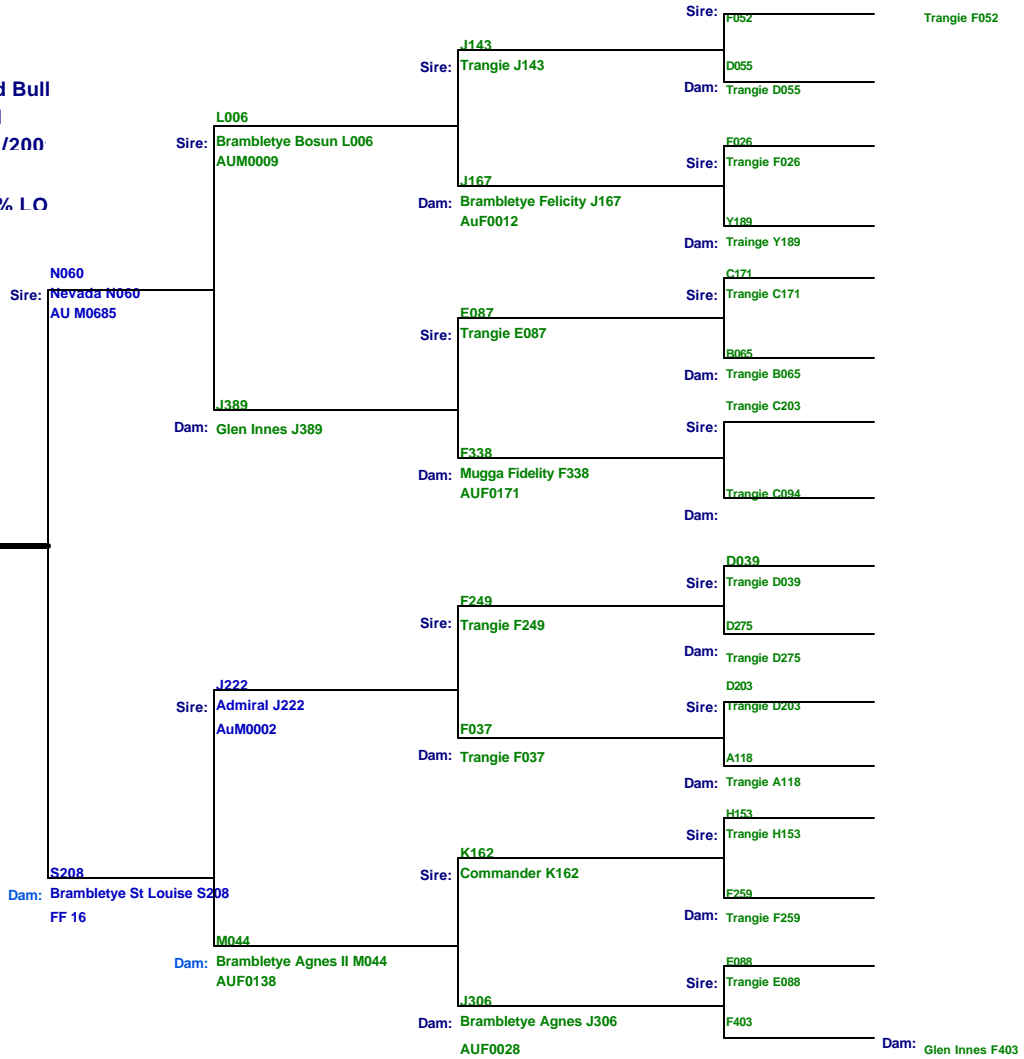 Sire:
F052
Trangie F052
J143
Sire:
Trangie J143
D055
Dam:
Trangie D055
d Bull
L006
Sire:
Brambletye Bosun L006
AUM0009
F026
Sire:
Trangie F026
J167
Dam:
Brambletye Felicity J167
AuF0012
Y189
Dam:
Trainge Y189
% LO
N060
Sire:
Nevada N060
AU M0685
C171
Sire:
Trangie C171
E087
Sire:
Trangie E087
B065
Dam:
Trangie B065
J389
Dam:
Glen Innes J389
Trangie C203
Sire:
F338
Dam:
Mugga Fidelity F338
AUF0171
Trangie C094
Dam:
D039
Sire:
Trangie D039
F249
Sire:
Trangie F249
D275
Dam:
Trangie D275
J222
Sire:
Admiral J222
AuM0002
D203
Sire:
Trangie D203
F037
Dam:
Trangie F037
A118
Dam:
Trangie A118
H153
Sire:
Trangie H153
K162
Sire:
Commander K162
S208
Dam:
Brambletye St Louise S208
FF 16
F259
Dam:
Trangie F259
M044
Dam:
Brambletye Agnes II M044
AUF0138
E088
Sire:
Trangie E088
J306
Dam:
Brambletye Agnes J306
AUF0028
F403
Dam:
Glen Innes F403